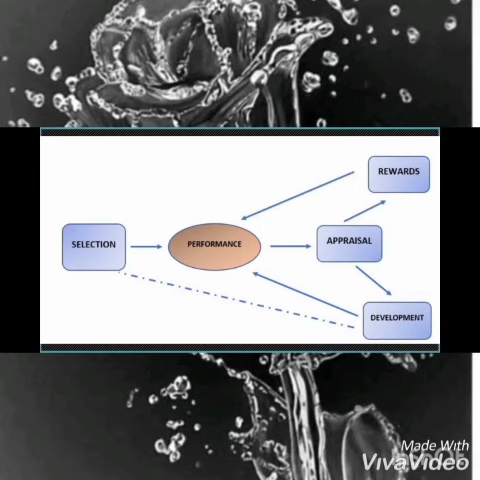 REWARDS
SELECTION
PERFORMANCE
APPRAISAL
DEVELOPMENT
Made With
VivaVideo